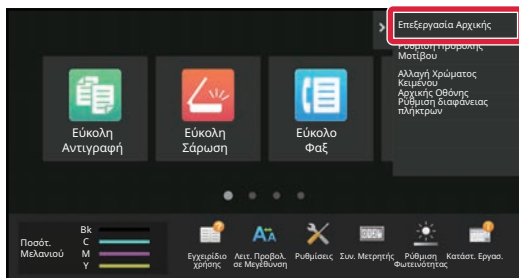 Επεξεργασία Αρχικής
Ρύθμιση Προβολής
Μοτίβου
Αλλαγή Χρώματος
Κειμένου
Αρχικής Οθόνης
Ρύθμιση διαφάνειας
πλήκτρων
Εύκολη
Αντιγραφή
Εύκολη
Σάρωση
Εύκολο
Φαξ
Ποσότ.
Μελανιού
Bk
C
M
Y
Εγχειρίδιο
χρήσης
Λειτ. Προβολ.
σε Μεγέθυνση
Ρυθμίσεις
Συν. Μετρητής
Ρύθμιση
Φωτεινότητας
Κατάστ. Εργασ.